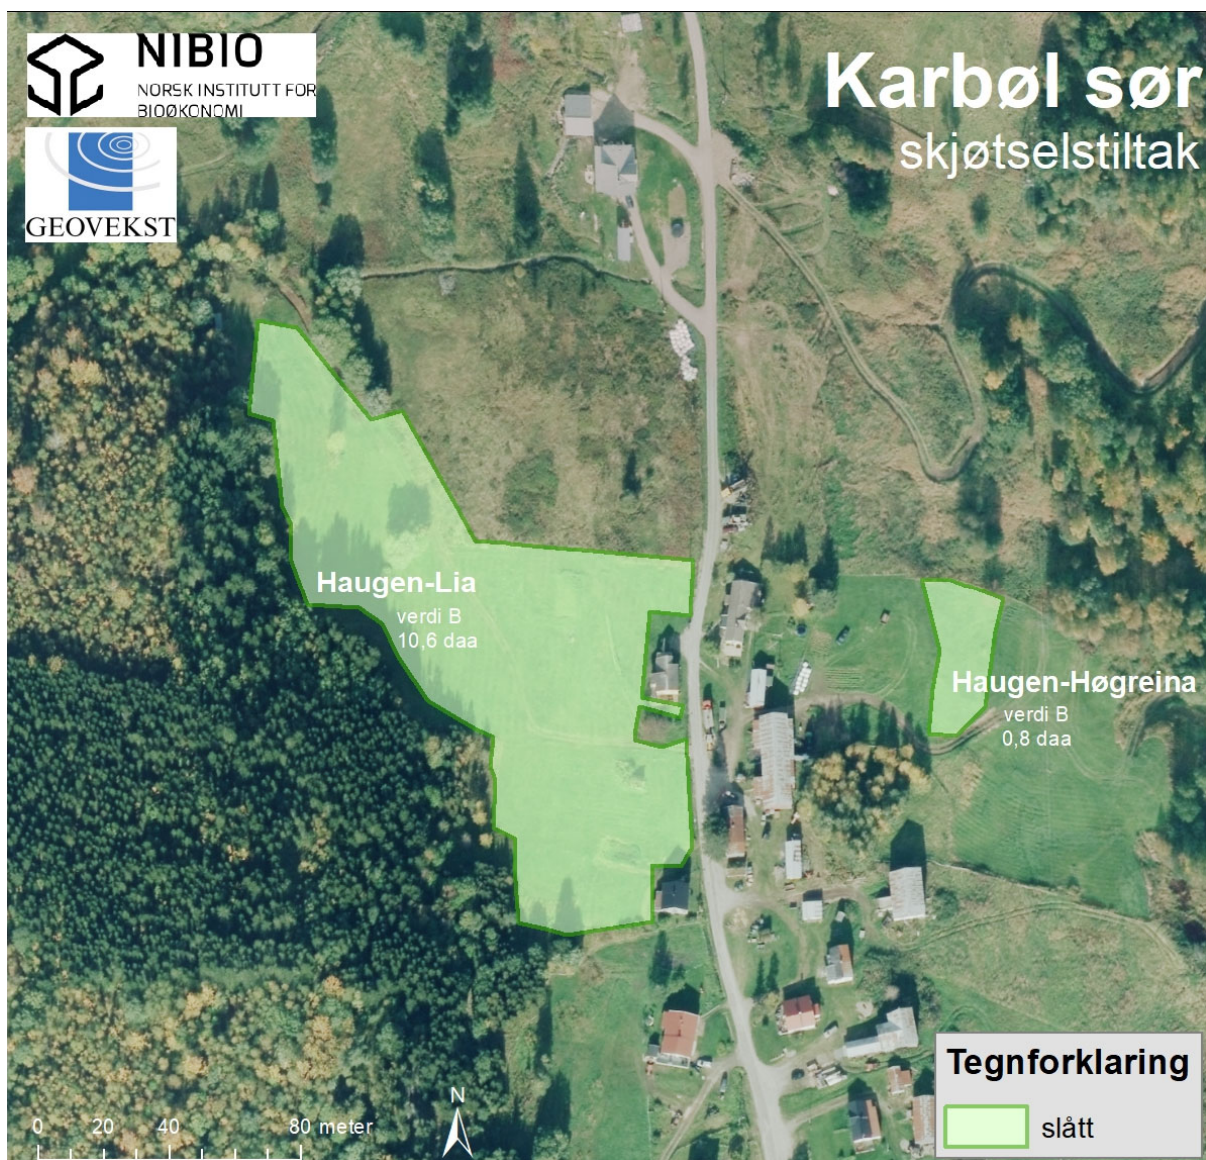 NIBIO
NORSK INSTITUTT FOR
BIOØKONOMI
GEOVEKST
Karbøl sør
skjøtselstiltak
Haugen-Lia
verdi B
10,6 daa
Haugen-Høgreina
verdi B
0,8 daa
Tegnforklaring
slått
0 20 40 80 meter
N